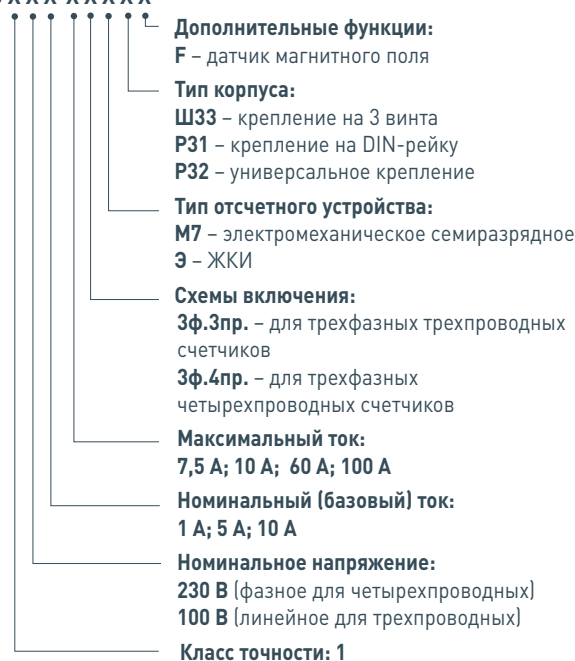 Дополнительные функции:
F – датчик магнитного поля
Тип корпуса:
Ш33 – крепление на 3 винта
Р31 – крепление на DIN-рейку
Р32 – универсальное крепление
Тип отсчетного устройства:
М7 – электромеханическое семиразрядное
Э – ЖКИ
Схемы включения:
3ф.3пр. – для трехфазных трехпроводных
счетчиков
3ф.4пр. – для трехфазных
четырехпроводных счетчиков
Максимальный ток:
7,5 А; 10 А; 60 А; 100 А
Номинальный (базовый) ток:
1 А; 5 А; 10 А
Номинальное напряжение:
230 В (фазное для четырехпроводных)
100 В (линейное для трехпроводных)
Класс точности: 1